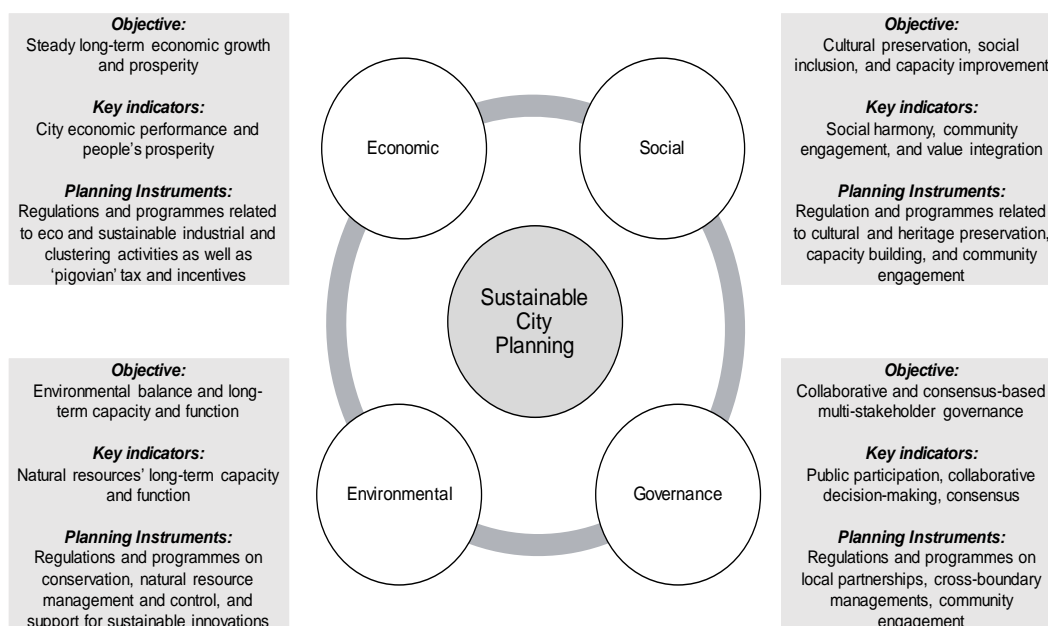 Objective:
Steady long-term economic growth
and prosperity
Key indicators:
City economic performance and
people's prosperity
Planning Instruments:
Regulations and programmes related
to eco and sustainable industrial and
clustering activities as well as
‘pigovian’ tax and incentives
Objective:
Cultural preservation, social
inclusion, and capacity improvement
Key indicators:
Social harmony, community
engagement, and value integration
Planning Instruments:
Regulation and programmes related
to cultural and heritage preservation,
capacity building, and community
engagement
Economic
Social
Sustainable
City
Planning
Environmental
Governance
Objective:
Environmental balance and long-
term capacity and function
Key indicators:
Natural resources’ long-term capacity
and function
Planning Instruments:
Regulations and programmes on
conservation, natural resource
management and control, and
support for sustainable innovations
Objective:
Collaborative and consensus-based
multi-stakeholder governance
Key indicators:
Public participation, collaborative
decision-making, consensus
Planning Instruments:
Regulations and programmes on
local partnerships, cross-boundary
managements, community
engagement